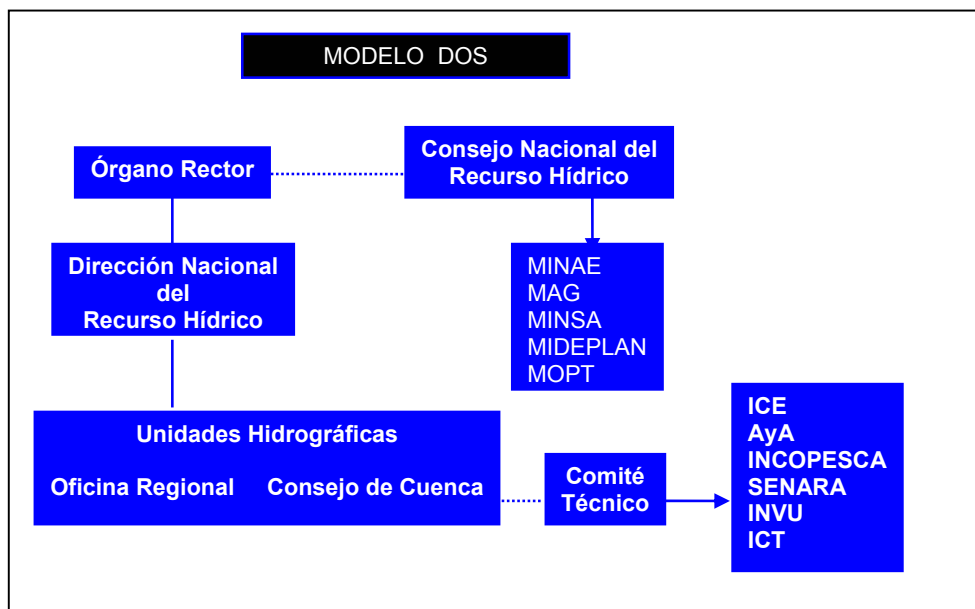 MODELO DOS
Órgano Rector
Consejo Nacional del
Recurso Hídrico
Dirección Nacional
del
Recurso Hídrico
MINAE
MAG
MINSA
MIDEPLAN
MOPT
Unidades Hidrográficas
Oficina Regional Consejo de Cuenca
Comité
Técnico
ICE
AyA
INCOPESCA
SENARA
INVU
ICT